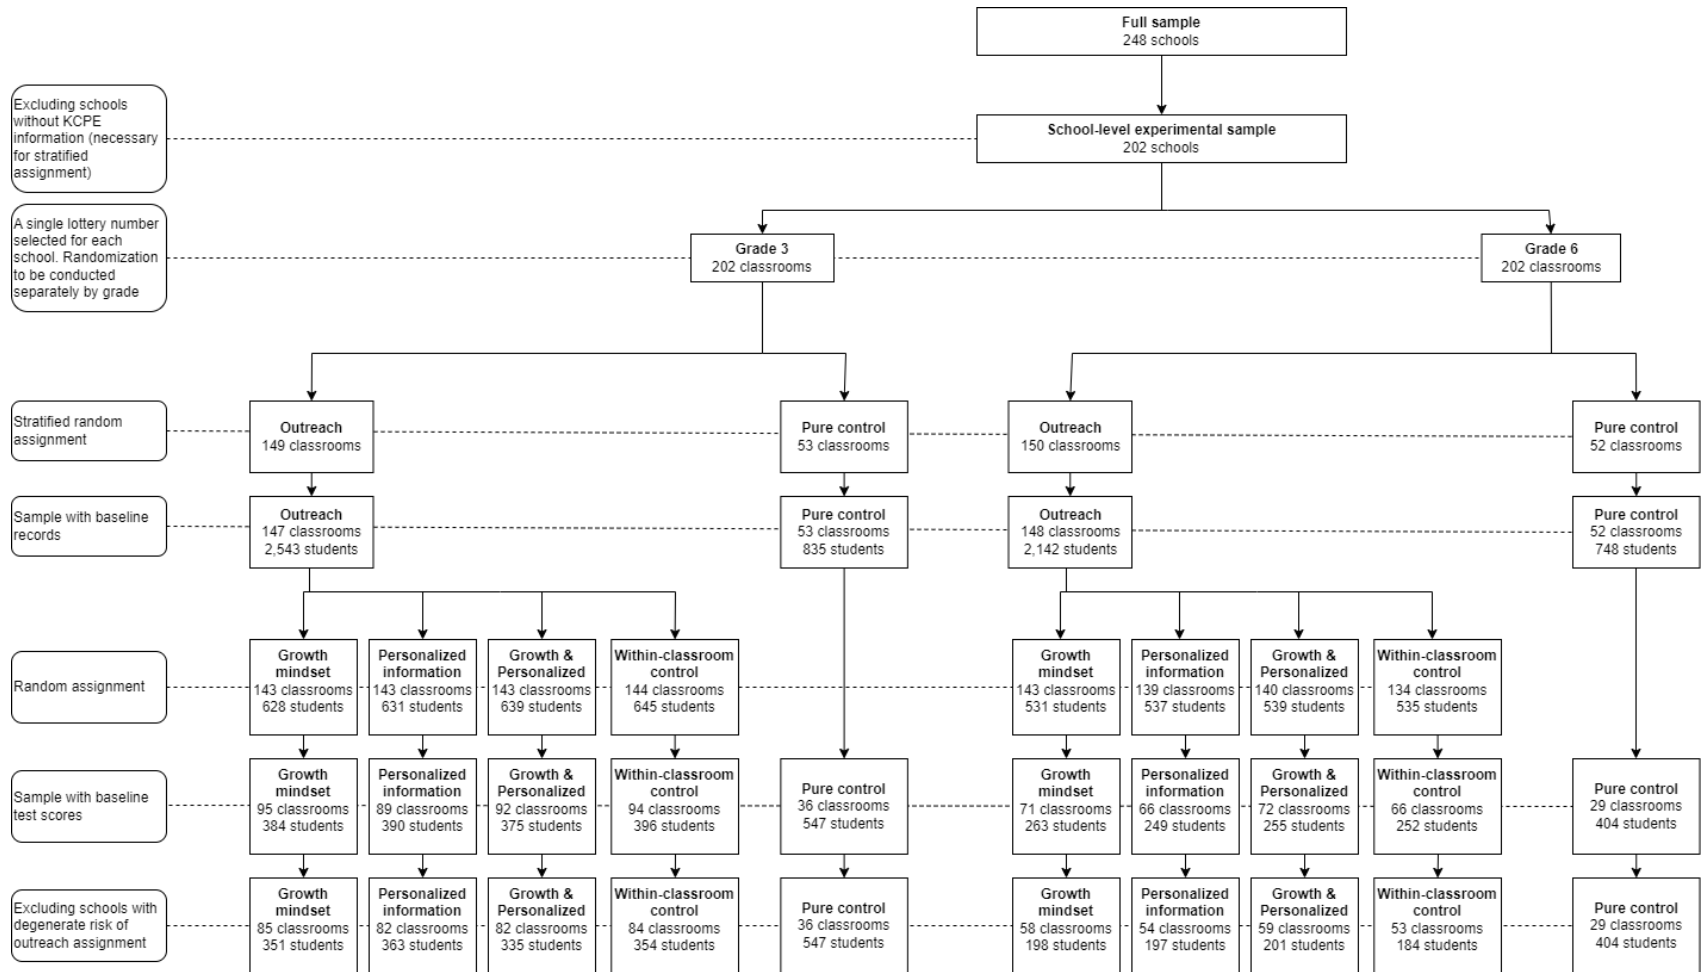 Full sample
248 schools
Excluding schools
without KCPE
information (necessary
for stratified
assignment)
School-level experimental sample
202 schools
A single lottery number
selected for each
school. Randomization
to be conducted
separately by grade
Grade 3
202 classrooms
Grade 6
202 classrooms
Stratified random
assignment
Outreach
149 classrooms
Pure control
53 classrooms
Outreach
150 classrooms
Pure control
52 classrooms
Sample with baseline
records
Outreach
147 classrooms
2,543 students
Pure control
53 classrooms
835 students
Outreach
148 classrooms
2,142 students
Pure control
52 classrooms
748 students
Random assignment
Growth
mindset
143 classrooms
628 students
Personalized
information
143 classrooms
631 students
Growth &
Personalized
143 classrooms
639 students
Within-classroom
control
144 classrooms
645 students
Growth
mindset
143 classrooms
531 students
Personalized
information
139 classrooms
537 students
Growth &
Personalized
140 classrooms
539 students
Within-classroom
control
134 classrooms
535 students
Sample with baseline
test scores
Growth
mindset
95 classrooms
384 students
Personalized
information
89 classrooms
390 students
Growth &
Personalized
92 classrooms
375 students
Within-classroom
control
94 classrooms
396 students
Pure control
36 classrooms
547 students
Growth
mindset
71 classrooms
263 students
Personalized
information
66 classrooms
249 students
Growth &
Personalized
72 classrooms
255 students
Within-classroom
control
66 classrooms
252 students
Pure control
29 classrooms
404 students
Excluding schools with
degenerate risk of
outreach assignment
Growth
mindset
85 classrooms
351 students
Personalized
information
82 classrooms
363 students
Growth &
Personalized
82 classrooms
335 students
Within-classroom
control
84 classrooms
354 students
Pure control
36 classrooms
547 students
Growth
mindset
58 classrooms
198 students
Personalized
information
54 classrooms
197 students
Growth &
Personalized
59 classrooms
201 students
Within-classroom
control
53 classrooms
184 students
Pure control
29 classrooms
404 students